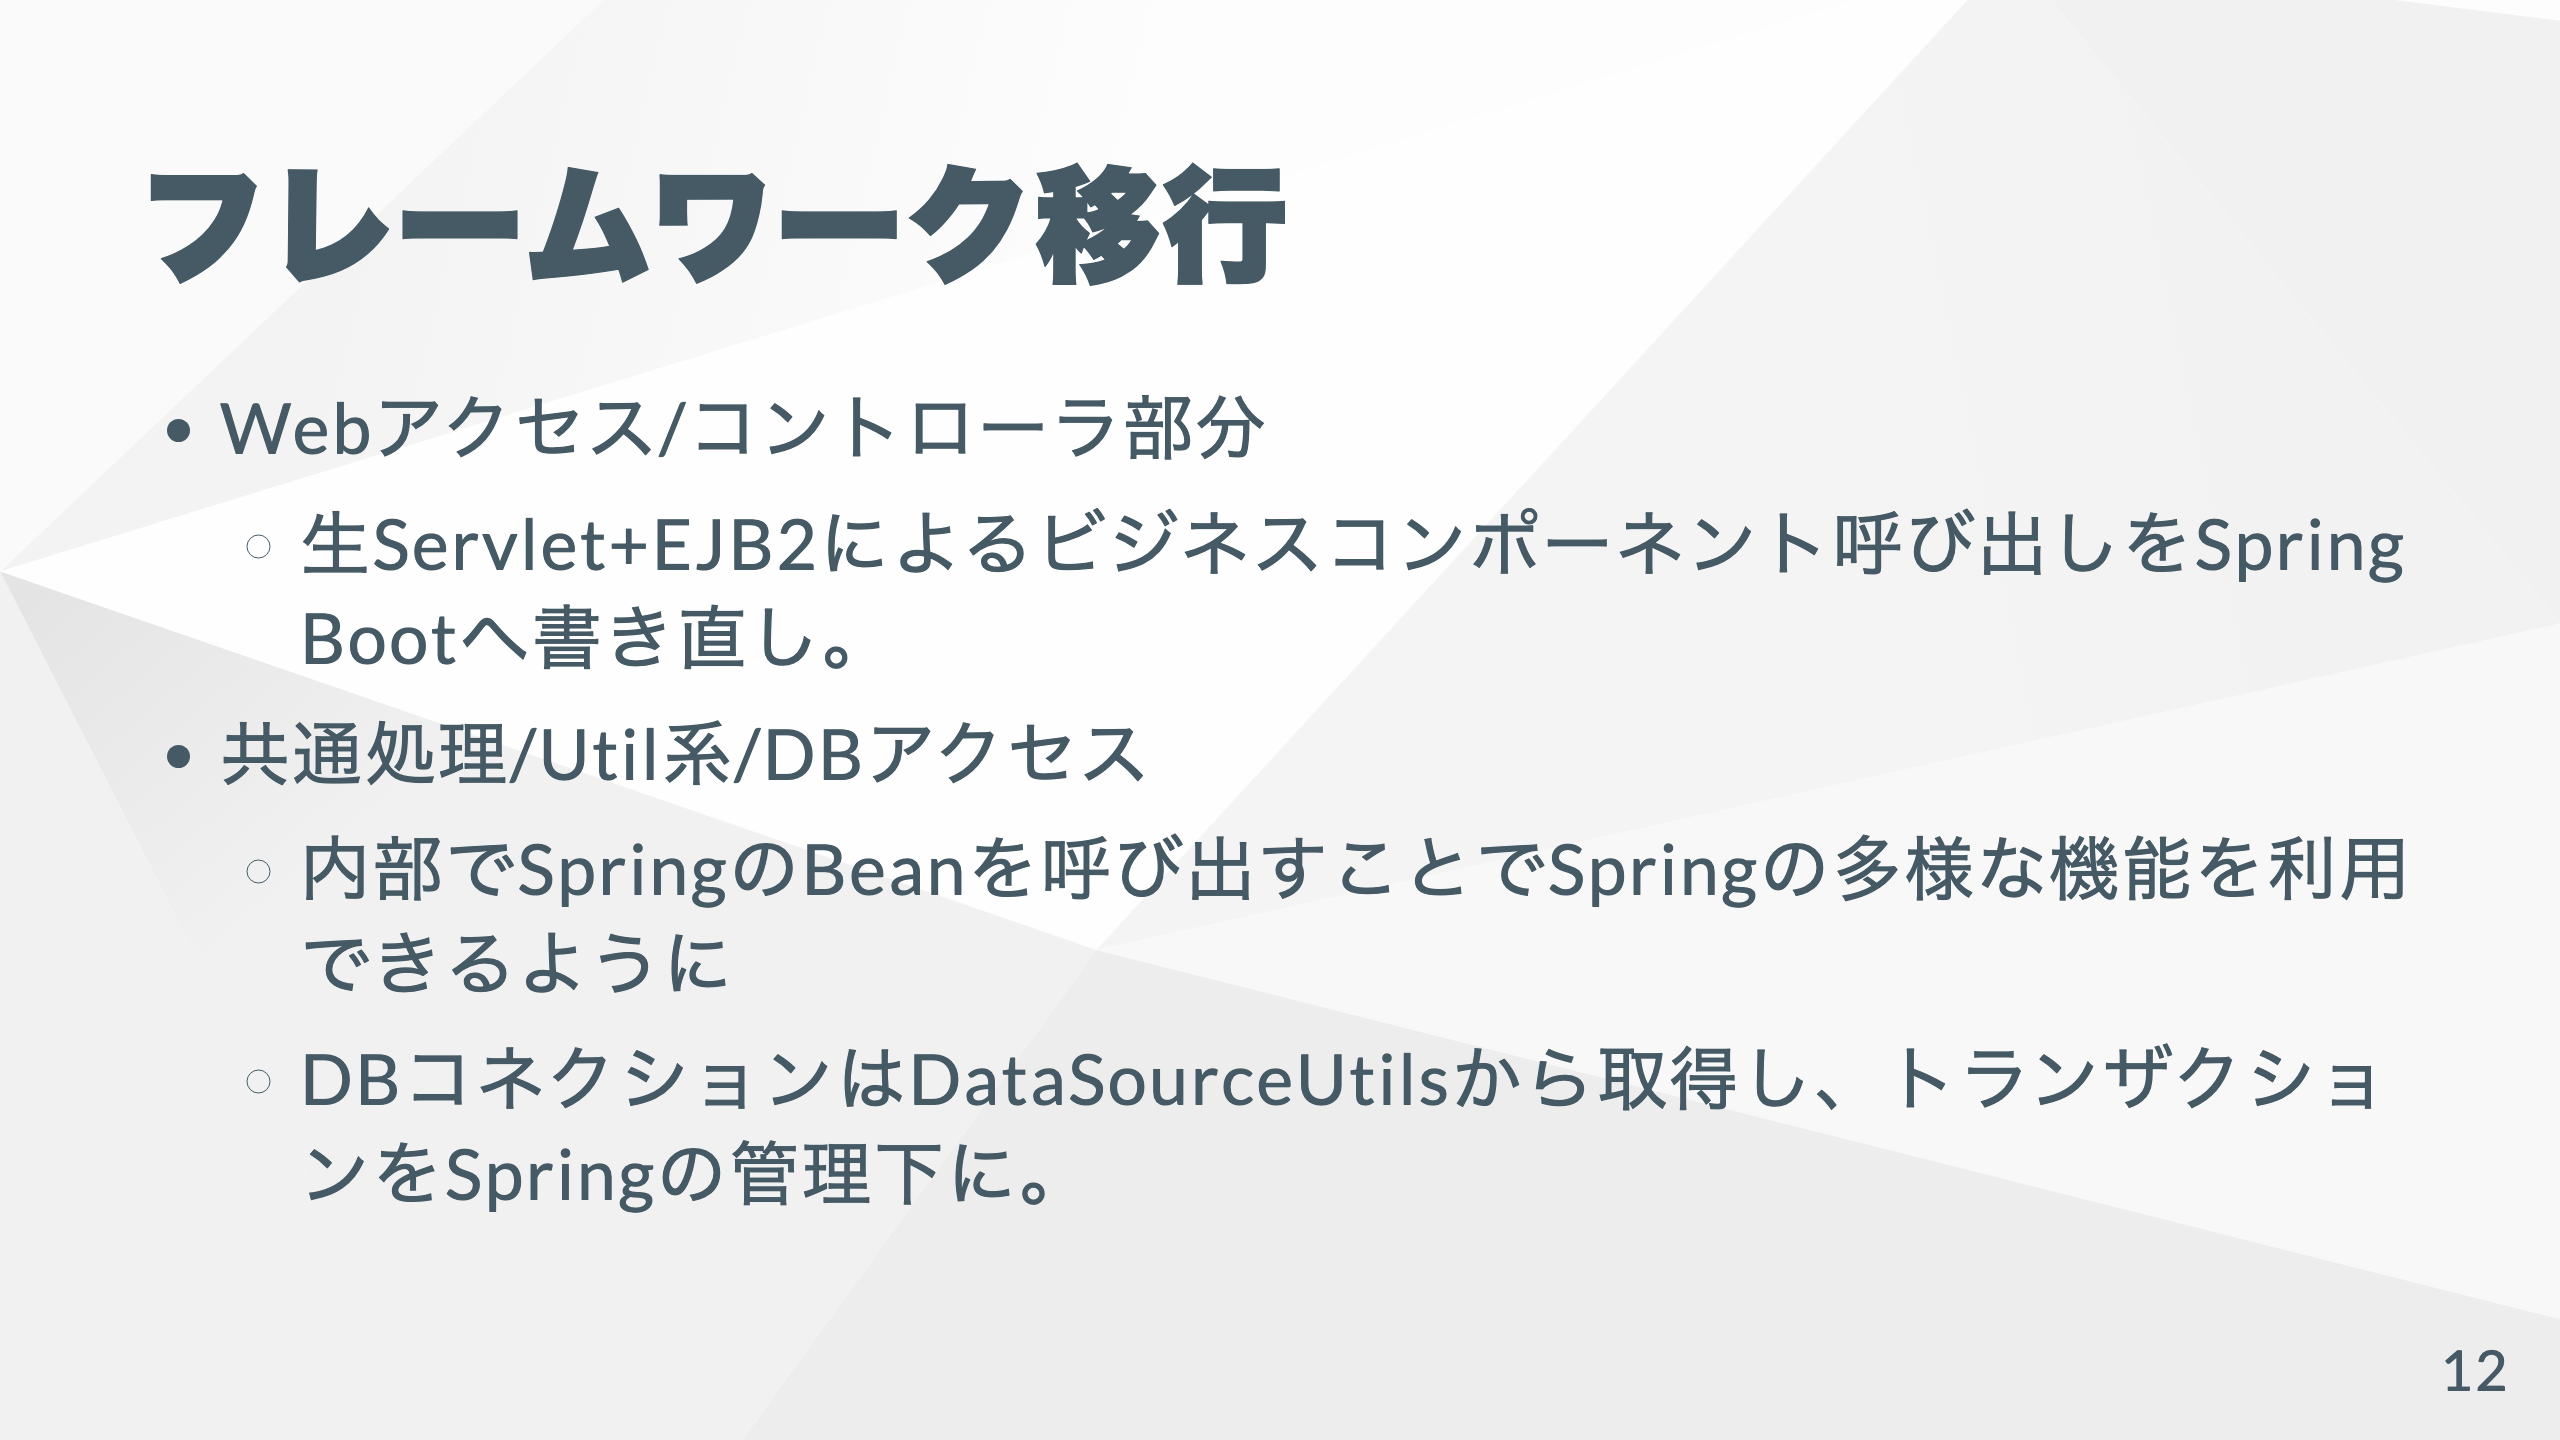 フレームワーク移行
• Webアクセス/コントローラ部分
○ 生Servlet+EJB2によるビジネスコンポーネント呼び出しをSpring
Bootへ書き直し。
• 共通処理/Util系/DBアクセス
○ 内部でSpringのBeanを呼び出すことでSpringの多様な機能を利用
できるように
○ DBコネクションはDataSourceUtilsから取得し、トランザクショ
ンをSpringの管理下に。
12